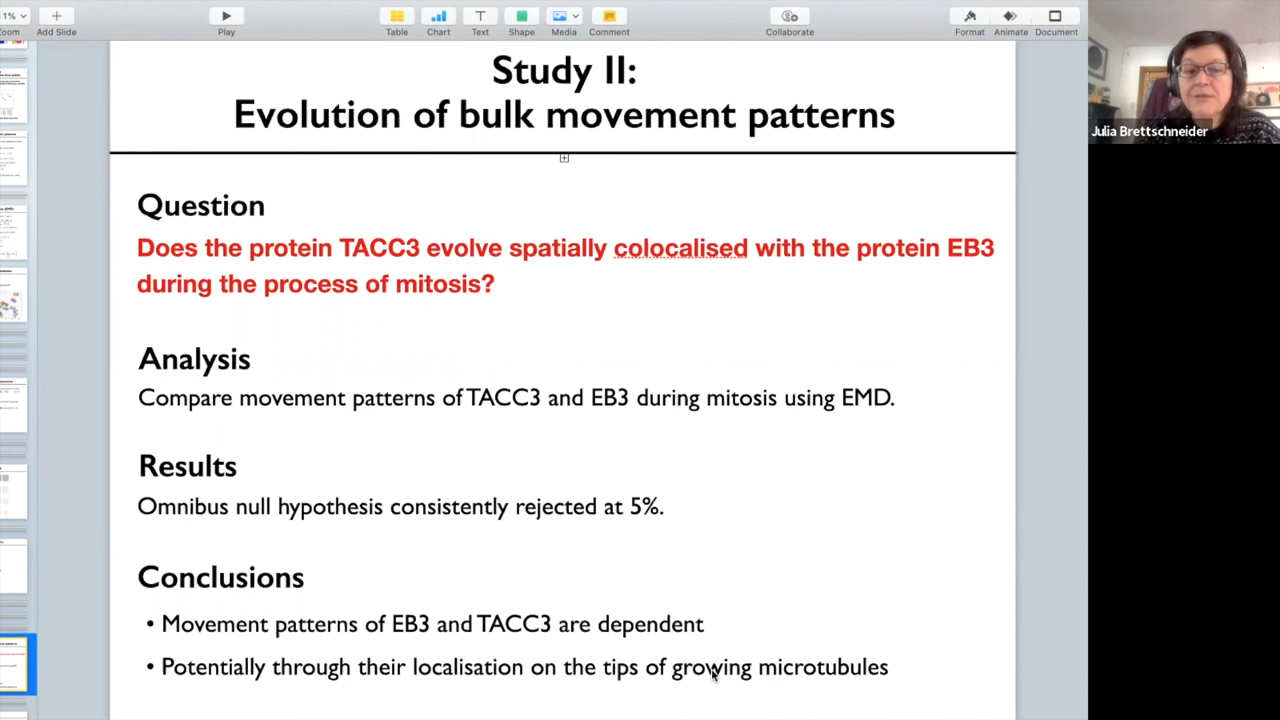 1%
Zoom
Add Slide
Play
Table
Chart
Text
Shape
Media
Comment
Collaborate
Format
Animate
Document
Julia Brettschneider
Study II:
Evolution of bulk movement patterns
Question
Does the protein TACC3 evolve spatially colocalised with the protein EB3
during the process of mitosis?
Analysis
Compare movement patterns of TACC3 and EB3 during mitosis using EMD.
Results
Omnibus null hypothesis consistently rejected at 5%.
Conclusions
• Movement patterns of EB3 and TACC3 are dependent
• Potentially through their localisation on the tips of growing microtubules